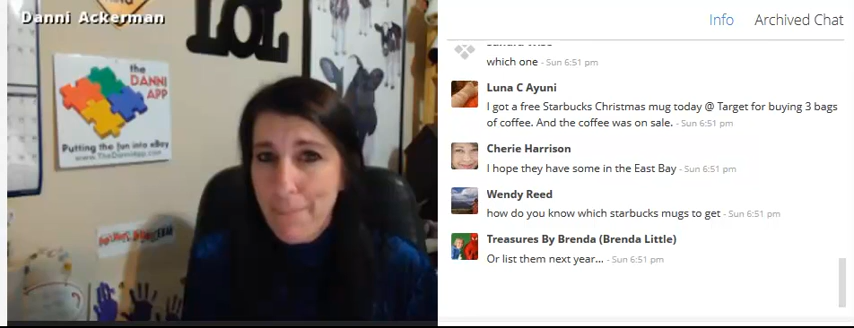 Danni Ackerman
LOL
the
DANNI
APP
Putting the fun into eBay
www.TheDanniApp.com
Info Archived Chat
which one - Sun 6:51 pm
Luna C Ayuni
I got a free Starbucks Christmas mug today @ Target for buying 3 bags
of coffee. And the coffee was on sale. - Sun 6:51 pm
Cherie Harrison
I hope they have some in the East Bay - Sun 6:51 pm
Wendy Reed
how do you know which starbucks mugs to get - Sun 6:51 pm
Treasures By Brenda (Brenda Little)
Or list them next year... - Sun 6:51 pm